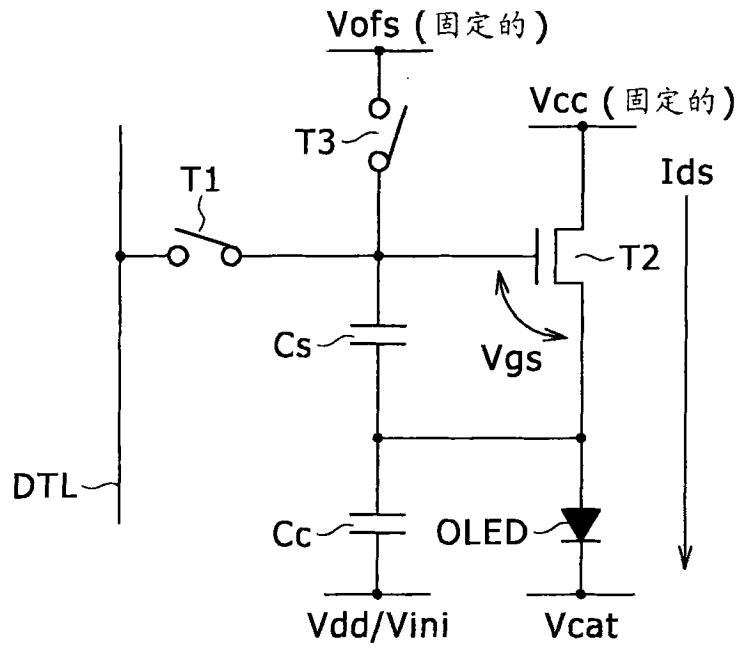 Vofs (固定的)
Vcc (固定的)
T3
Ids
T1
T2
Cs
Vgs
DTL
Cc
OLED
Vdd/Vini
Vcat